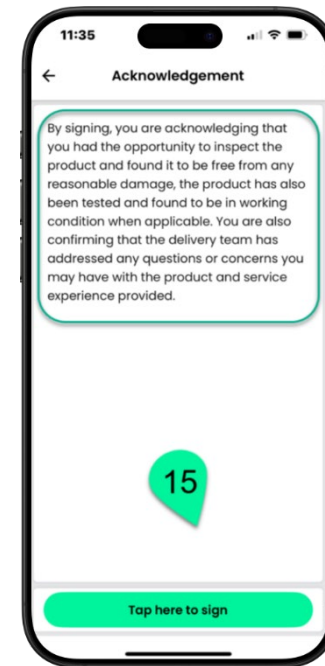 11:35
Acknowledgement
By signing, you are acknowledging that
you had the opportunity to inspect the
product and found it to be free from any
reasonable damage, the product has also
been tested and found to be in working
condition when applicable. You are also
confirming that the delivery team has
addressed any questions or concerns you
may have with the product and service
experience provided.
15
Tap here to sign